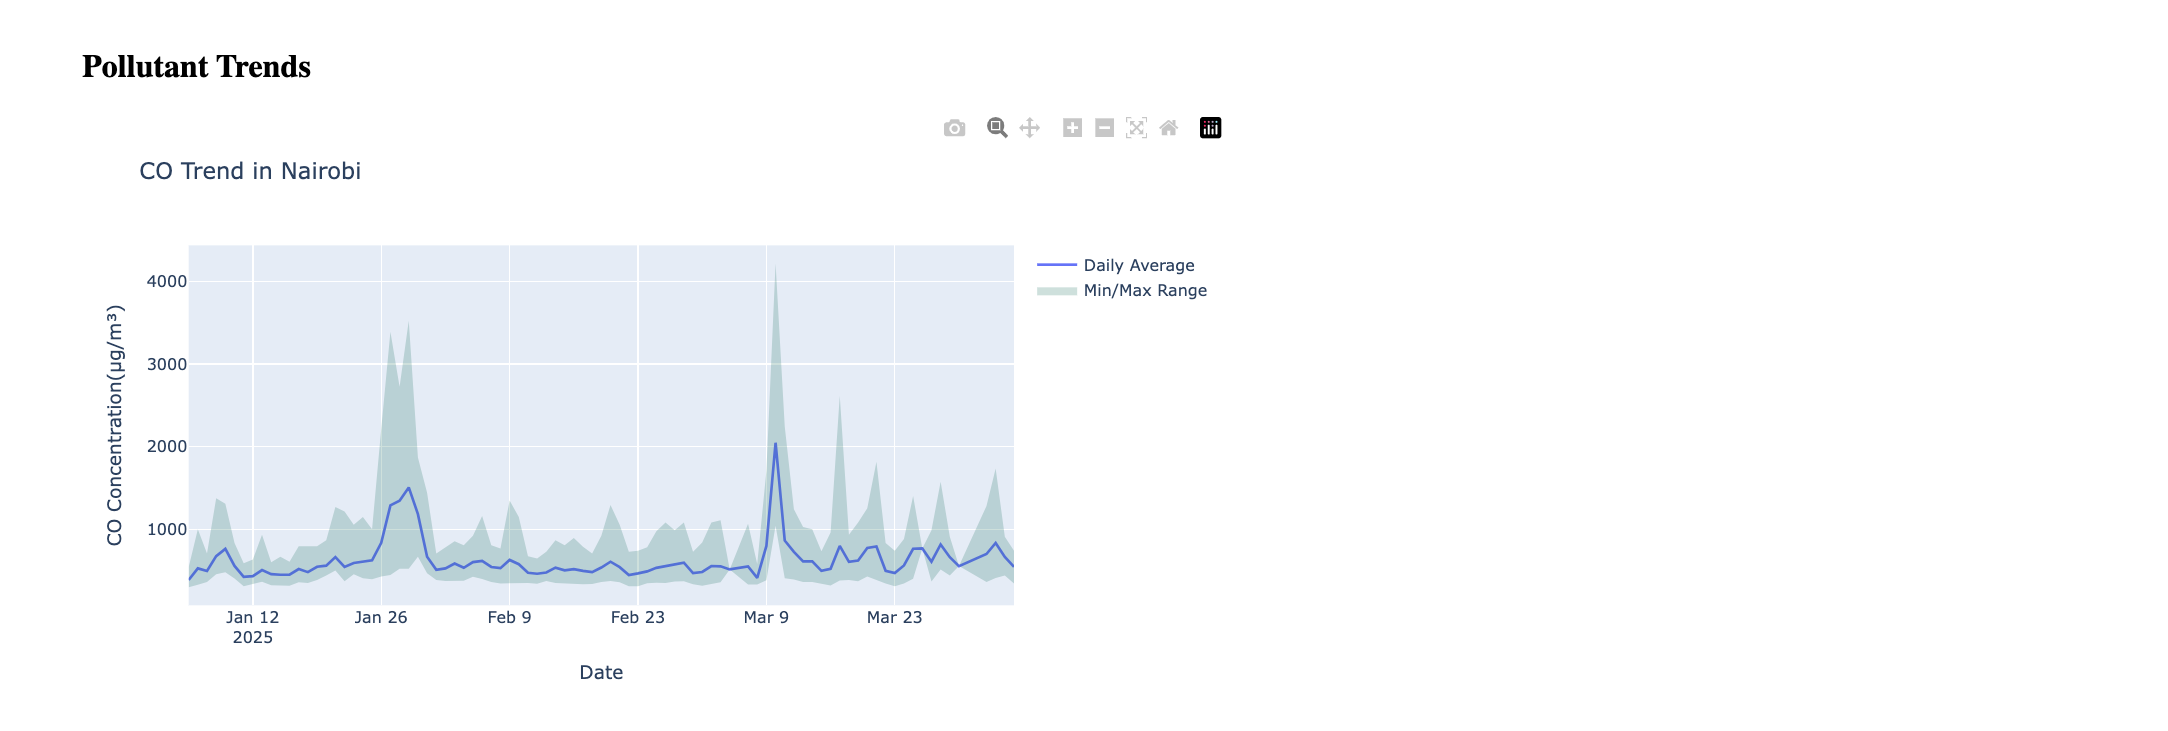 Pollutant Trends
CO Trend in Nairobi
Daily Average
Min/Max Range
CO Concentration(µg/m³)
4000
3000
2000
1000
Jan 12
2025
Jan 26
Feb 9
Feb 23
Mar 9
Mar 23
Date